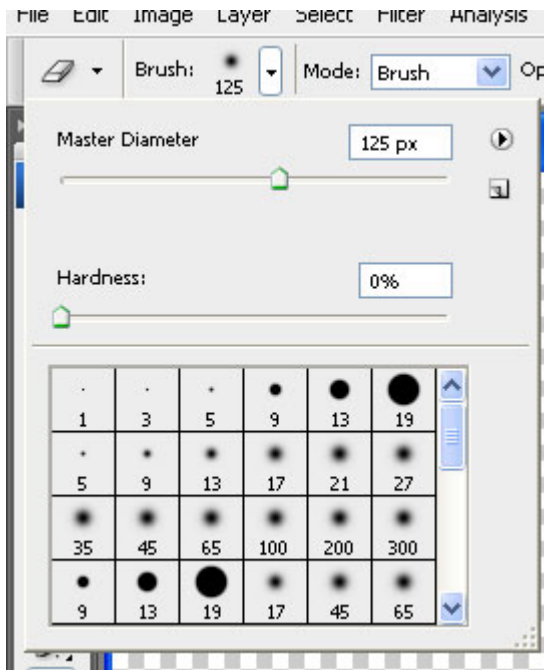 File Edit Image Layer Select Filter Analysis
Brush: 125 Mode: Brush Op
Master Diameter 125 px
Hardness: 0%
1 3 5 9 13 19
5 9 13 17 21 27
35 45 65 100 200 300
9 13 19 17 45 65